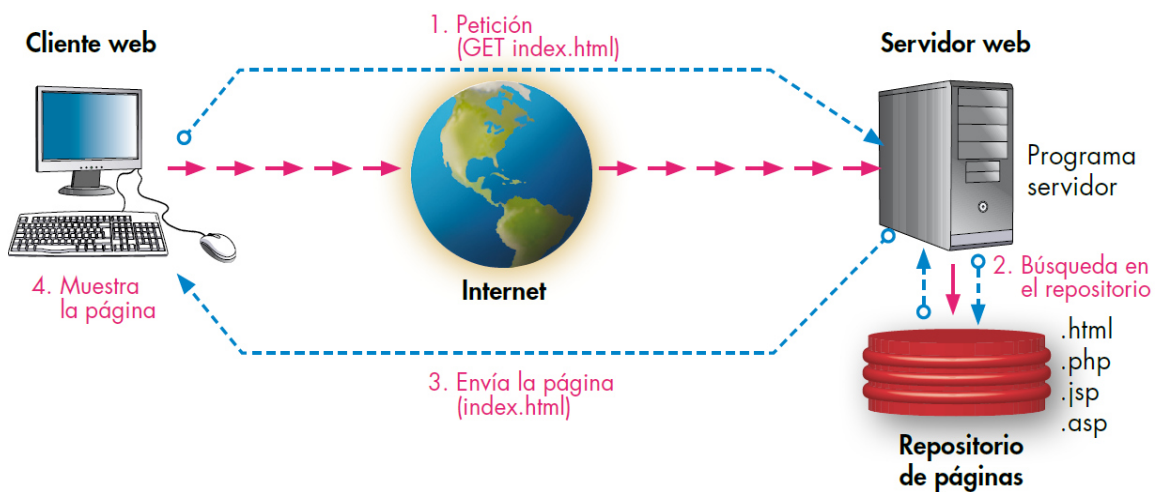 Cliente web
1. Petición
(GET index.html)
Servidor web
Programa
servidor
4. Muestra
la página
Internet
2. Búsqueda en
el repositorio
3. Envía la página
(index.html)
.html
.php
.jsp
.asp
Repositorio
de páginas